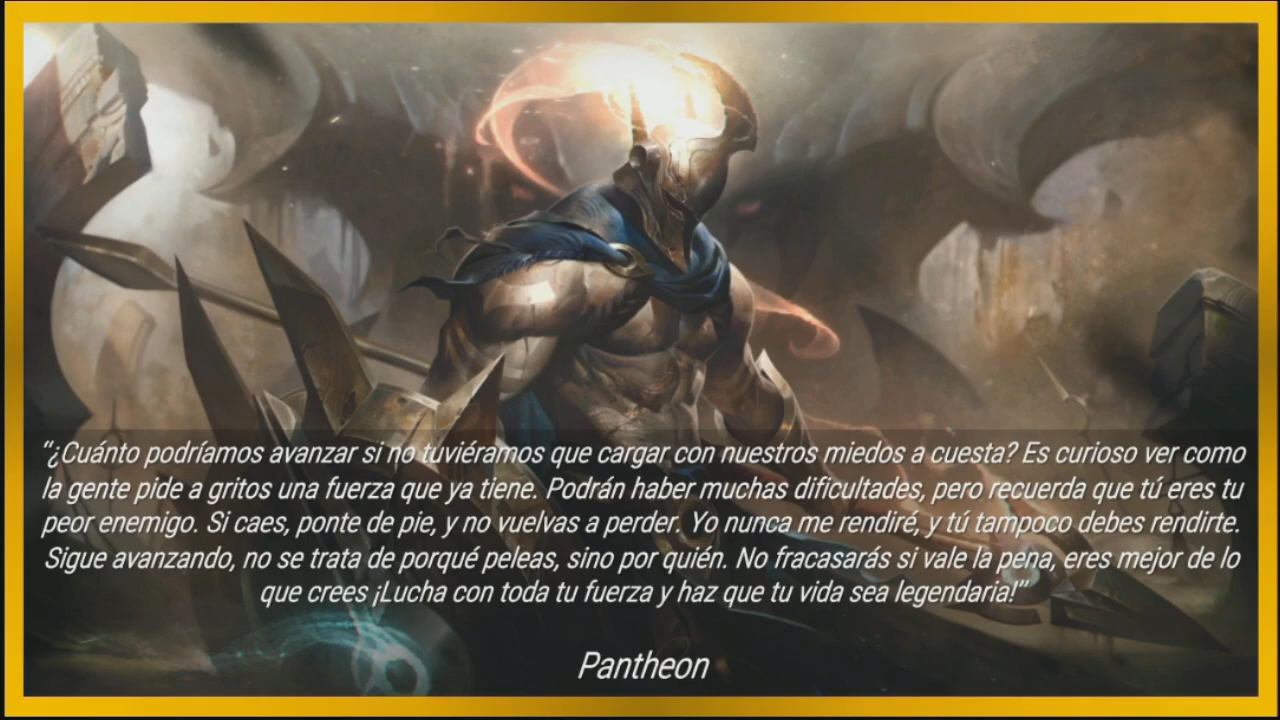 “¿Cuánto podríamos avanzar si no tuviéramos que cargar con nuestros miedos a cuesta? Es curioso ver como
la gente pide a gritos una fuerza que ya tiene. Podrán haber muchas dificultades, pero recuerda que tú eres tu
peor enemigo. Si caes, ponte de pie, y no vuelvas a perder. Yo nunca me rendiré, y tú tampoco debes rendirte.
Sigue avanzando, no se trata de porqué peleas, sino por quién. No fracasarás si vale la pena, eres mejor de lo
que crees ¡Lucha con toda tu fuerza y haz que tu vida sea legendaria!”
Pantheon